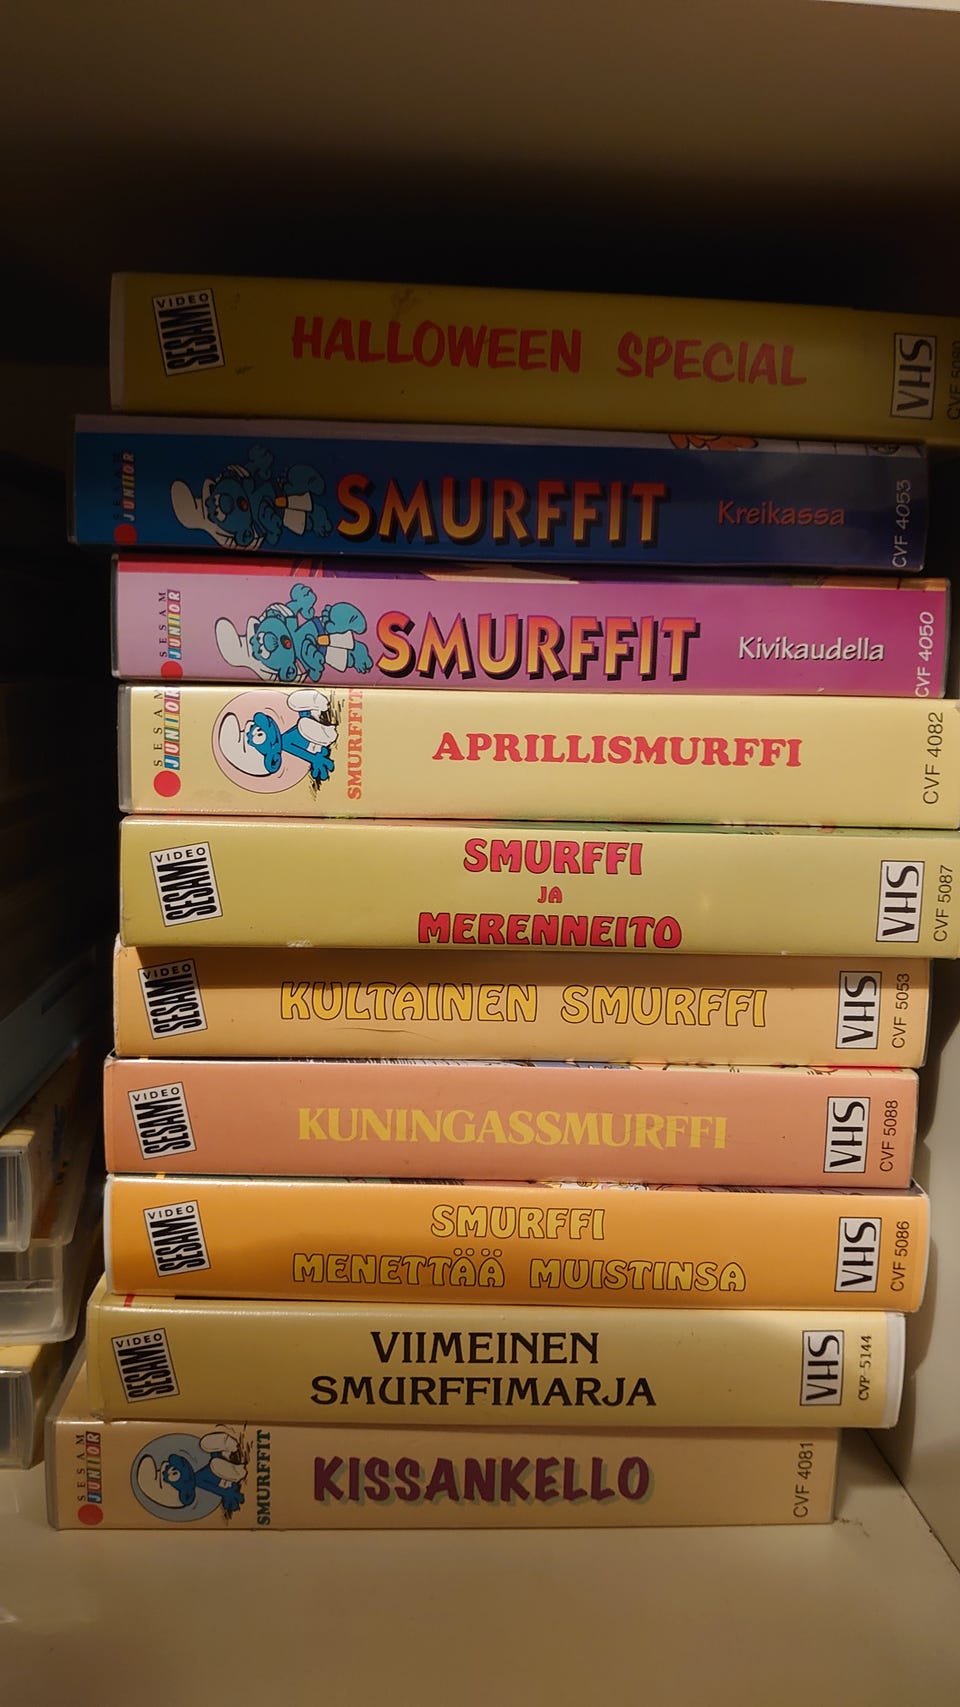 VIDEO
SESAM
HALLOWEEN SPECIAL
VHS
JUNIOR
SMURFFIT
Kreikassa
CVF 4053
SESAM
JUNIOR
SMURFFIT
Kivikaudella
CVF 4050
SESAM
JUNIOR
SMURFFIT
APRILLISMURFFI
CVF 4082
VIDEO
SESAM
SMURFFI
JA
MERENNEITO
VHS
CVF 5087
VIDEO
SESAM
KULTAINEN SMURFFI
VHS
CVF 5053
VIDEO
SESAM
KUNINGASSMURFFI
VHS
CVF 5088
VIDEO
SESAM
SMURFFI
MENETTÄÄ MUISTINSA
VHS
CVF 5086
VIDEO
SESAM
VIIMEINEN
SMURFFIMARJA
VHS
CVP 5144
SESAM
JUNIOR
SMURFFIT
KISSANKELLO
CVF 4081